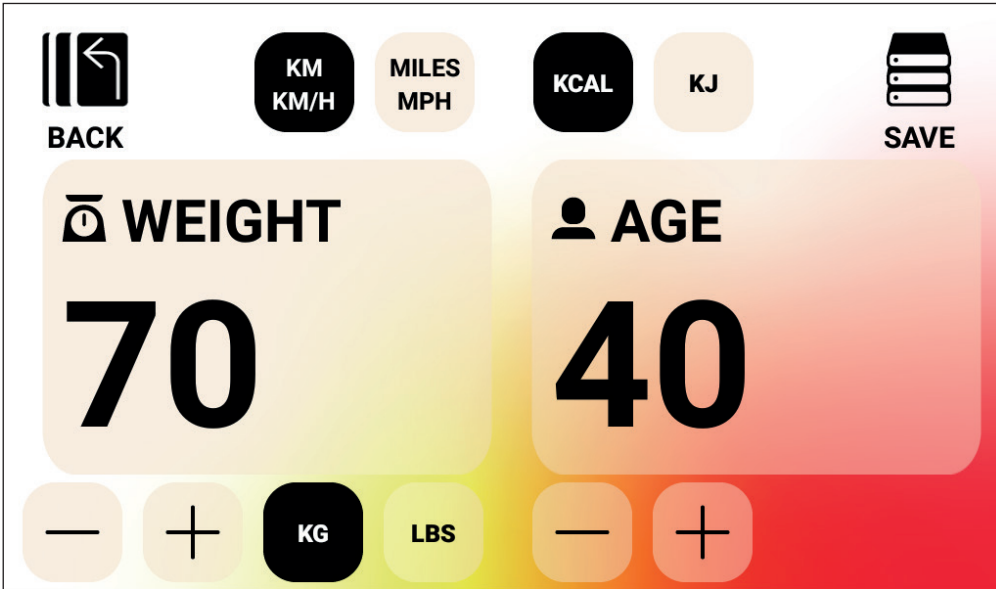 KM
KM/H
MILES
MPH
KCAL
KJ
BACK
SAVE
WEIGHT
70
AGE
40
KG
LBS